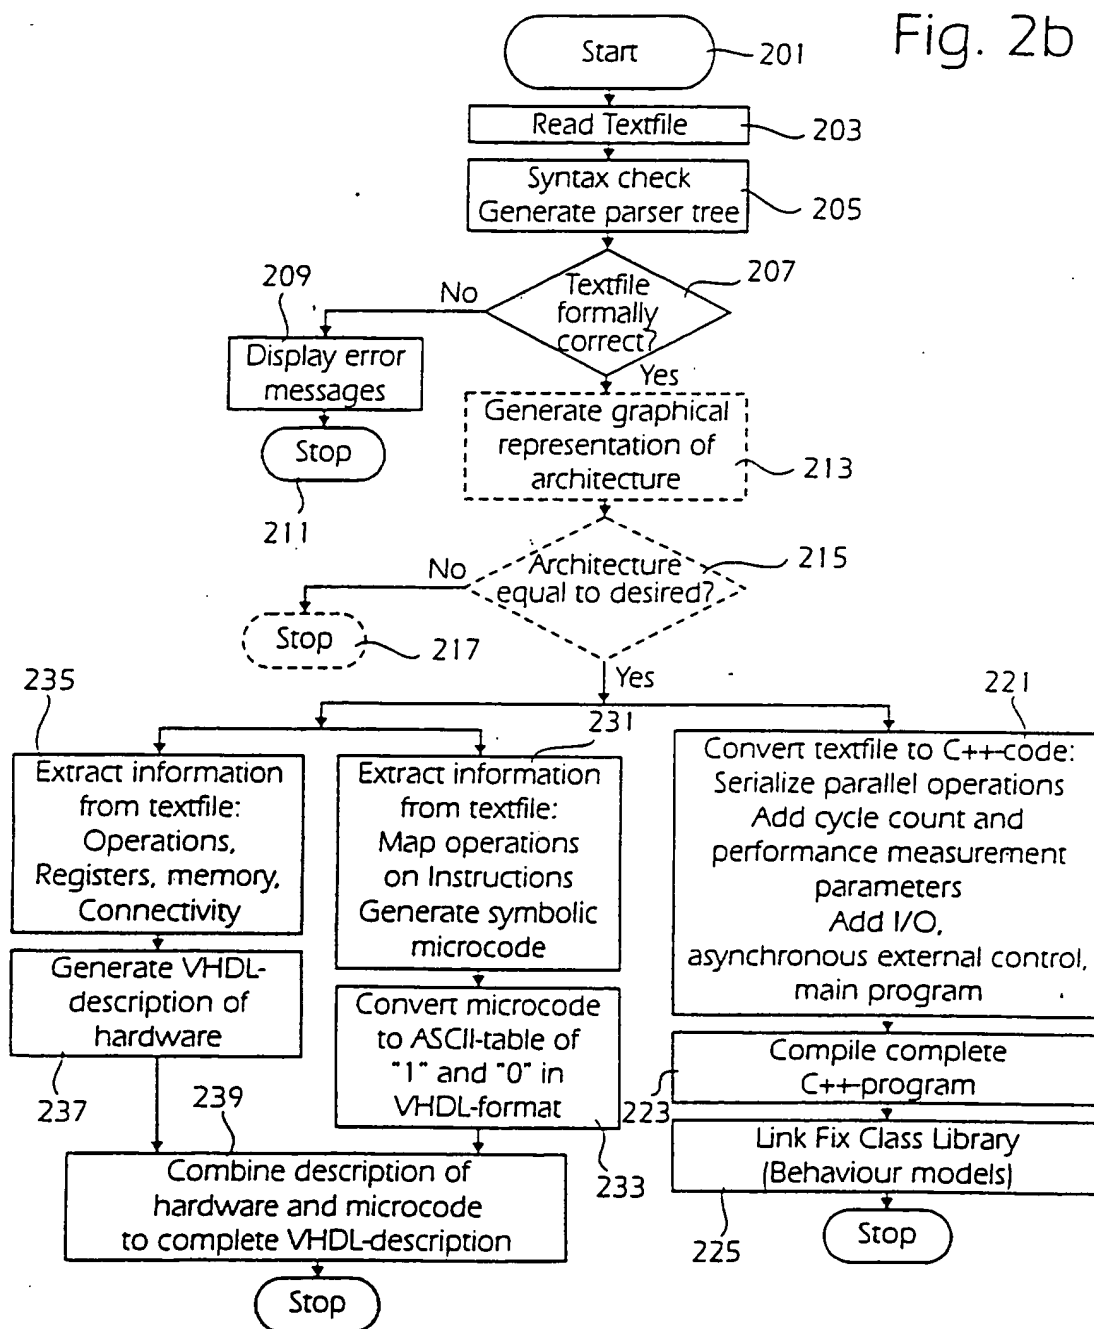 Fig. 2b
Start
201
Read Textfile
203
Syntax check
Generate parser tree
205
Textfile
formally
correct?
207
No
209
Display error
messages
Stop
211
Yes
Generate graphical
representation of
architecture
213
Architecture
equal to desired?
215
No
Stop
217
Yes
235
Extract information
from textfile:
Operations,
Registers, memory,
Connectivity
Generate VHDL-
description of
hardware
237
231
Extract information
from textfile:
Map operations
on Instructions
Generate symbolic
microcode
Convert microcode
to ASCII-table of
"1" and "0" in
VHDL-format
233
239
Combine description of
hardware and microcode
to complete VHDL-description
Stop
221
Convert textfile to C++-code:
Serialize parallel operations
Add cycle count and
performance measurement
parameters
Add I/O,
asynchronous external control,
main program
Compile complete
C++-program
223
Link Fix Class Library
(Behaviour models)
225
Stop